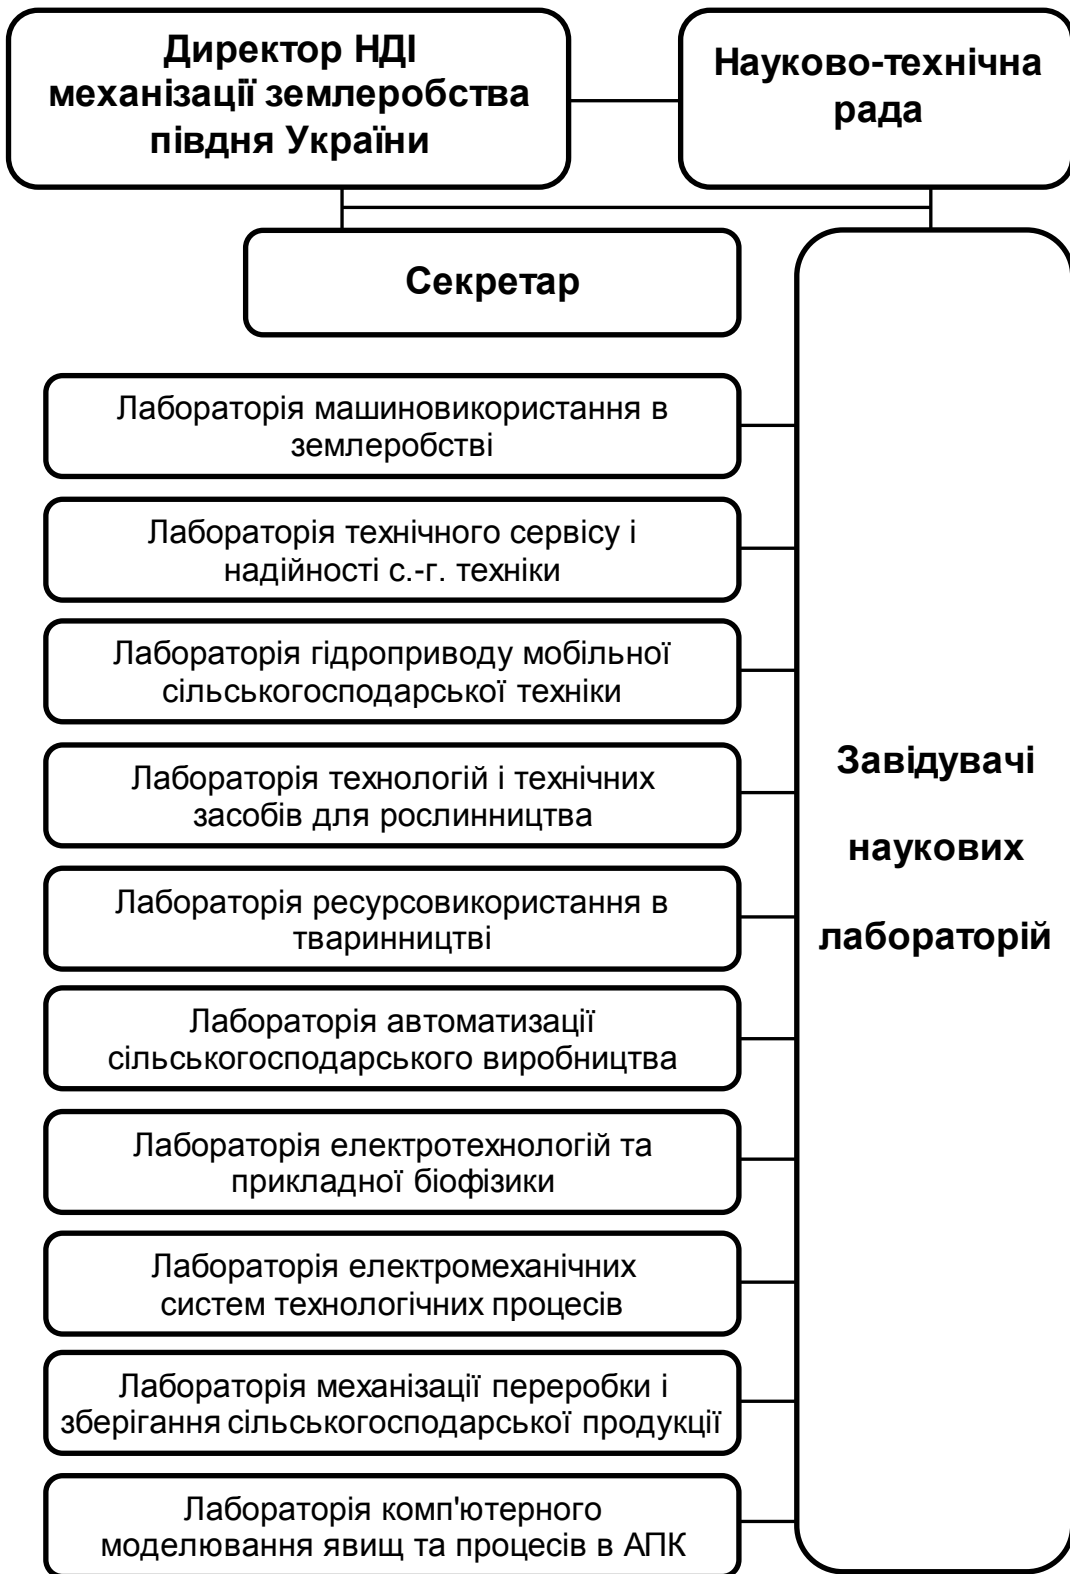 Директор НДІ
механізації землеробства
півдня України
Науково-технічна
рада
Секретар
Лабораторія машиновикористання в
землеробстві
Лабораторія технічного сервісу і
надійності с.-г. техніки
Лабораторія гідроприводу мобільної
сільськогосподарської техніки
Лабораторія технологій і технічних
засобів для рослинництва
Лабораторія ресурсовикористання в
тваринництві
Лабораторія автоматизації
сільськогосподарського виробництва
Лабораторія електротехнологій та
прикладної біофізики
Лабораторія електромеханічних
систем технологічних процесів
Лабораторія механізації переробки і
зберігання сільськогосподарської продукції
Лабораторія комп'ютерного
моделювання явищ та процесів в АПК
Завідувачі
наукових
лабораторій